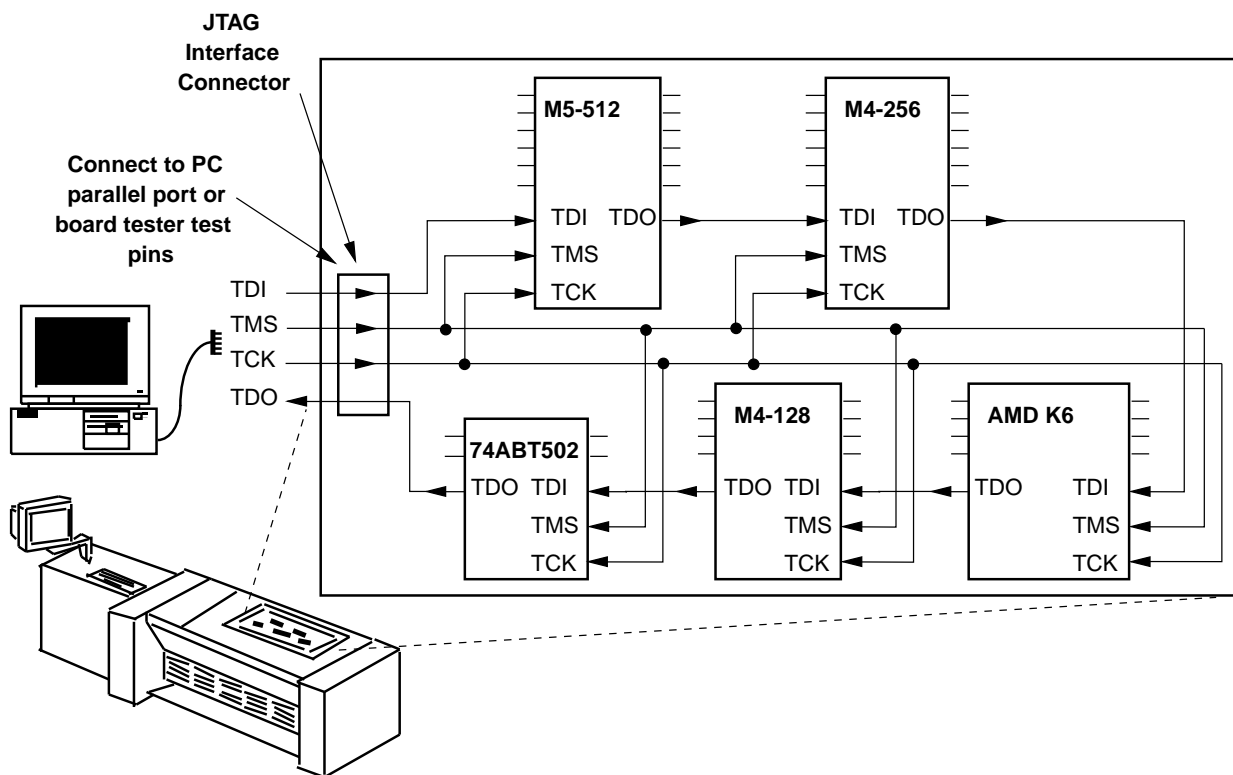 JTAG
Interface
Connector
Connect to PC
parallel port or
board tester test
pins
TDI
TMS
TCK
TDO
M5-512
TDI TDO
TMS
TCK
M4-256
TDI TDO
TMS
TCK
74ABT502
TDO TDI
TMS
TCK
M4-128
TDO TDI
TMS
TCK
AMD K6
TDO TDI
TMS
TCK